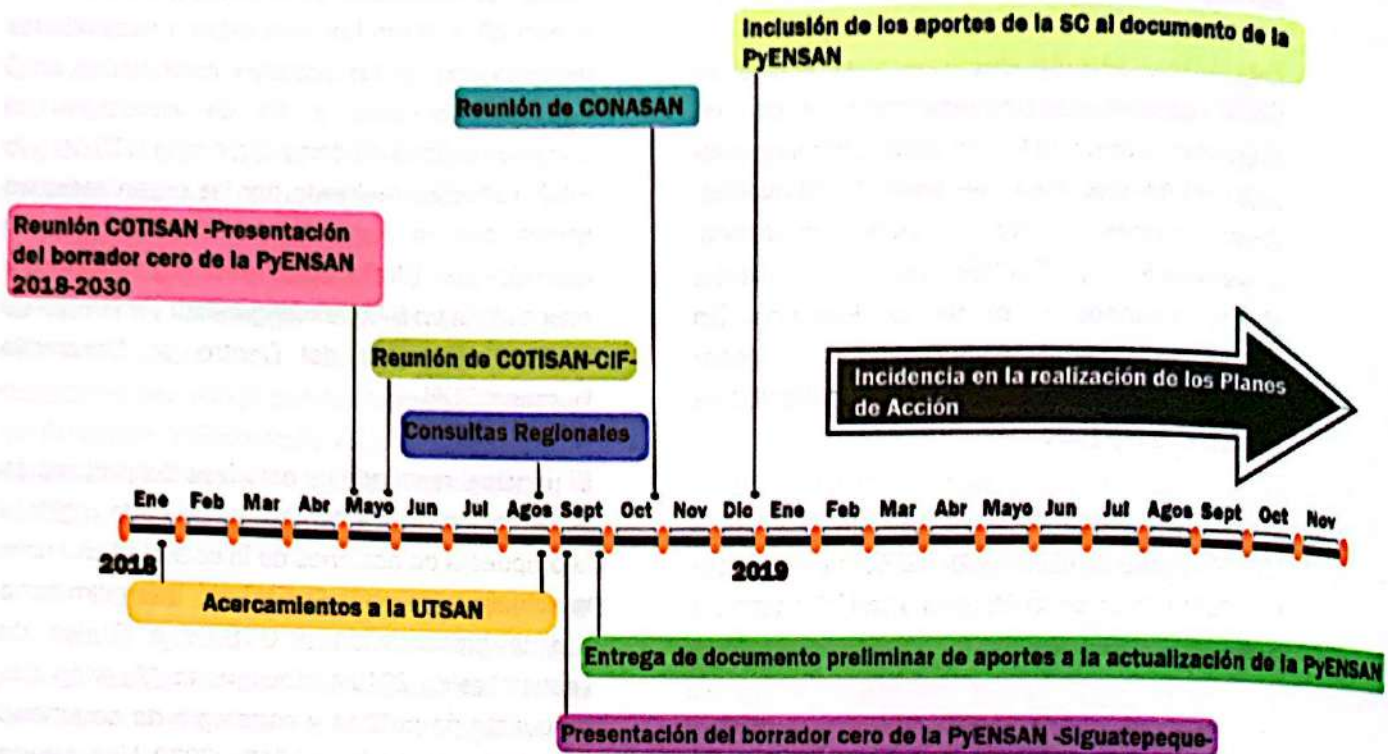 Inclusión de los aportes de la SC al documento de la
PyENSAN
Reunión de CONASAN
Reunión COTISAN -Presentación
del borrador cero de la PyENSAN
2018-2030
Reunión de COTISAN-CIF-
Consultas Regionales
Incidencia en la realización de los Planes
de Acción
Ene Feb Mar Abr Mayo Jun Jul Agos Sept Oct Nov Dic Ene Feb Mar Abr Mayo Jun Jul Agos Sept Oct Nov
2018 2019
Acercamientos a la UTSAN
Entrega de documento preliminar de aportes a la actualización de la PyENSAN
Presentación del borrador cero de la PyENSAN -Siguatepeque-